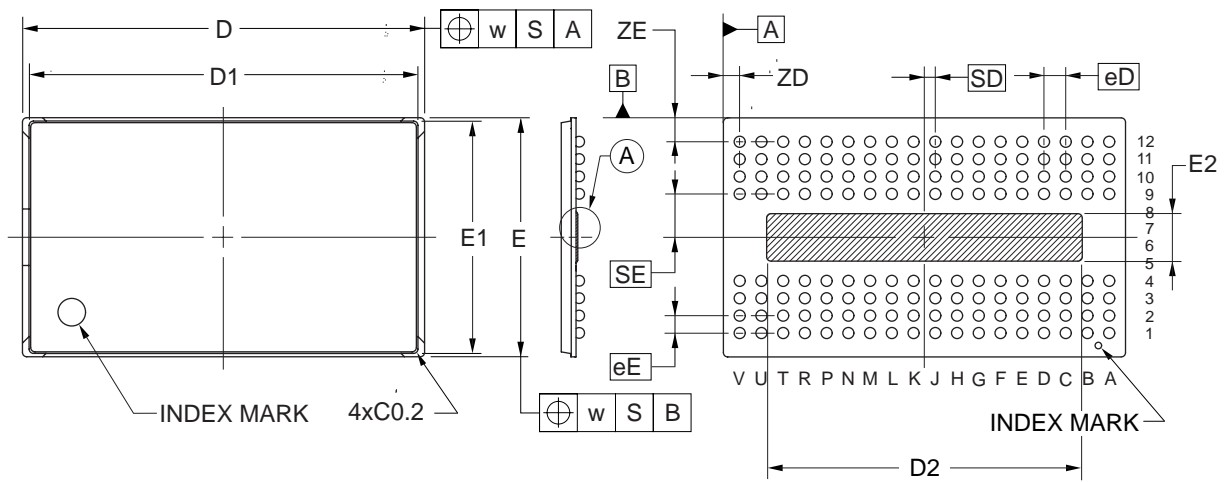 D
⌖ w S A
D1
E1
E
INDEX MARK
4xC0.2
⌖ w S B
A
ZE
A
B
ZD
SD
eD
SE
eE
E2
12
11
10
9
8
7
6
5
4
3
2
1
V U T R P N M L K J H G F E D C B A
INDEX MARK
D2